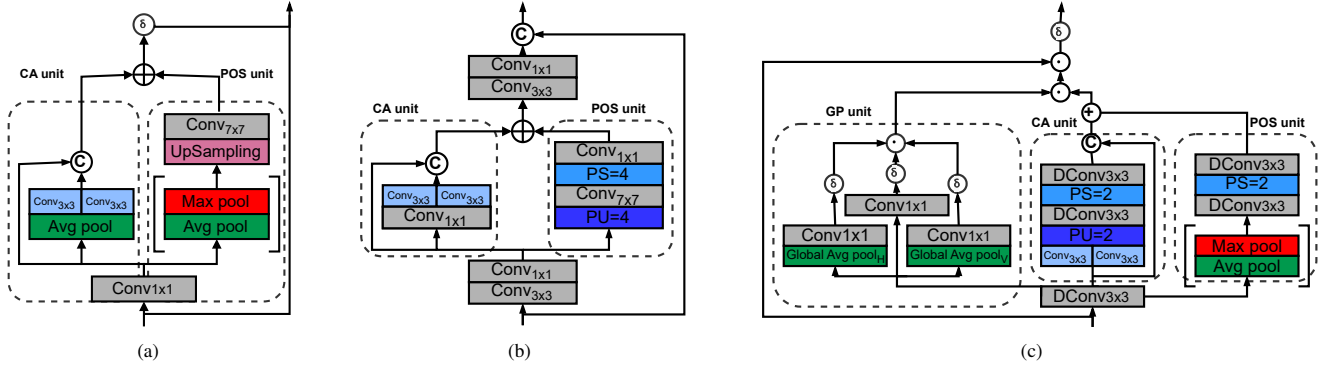 δ
CA unit
POS unit
Conv7x7
UpSampling
C
Conv3x3 Conv3x3
Avg pool
Max pool
Avg pool
Conv1x1
(a)
C
Conv1x1
Conv3x3
CA unit
POS unit
C
Conv3x3 Conv3x3
Conv1x1
Conv1x1
PS=4
Conv7x7
PU=4
Conv1x1
Conv3x3
(b)
δ
GP unit
CA unit
POS unit
δ
δ
δ
Conv1x1
Conv1x1
Global Avg poolH
Conv1x1
Global Avg poolV
C
DConv3x3
PS=2
DConv3x3
PU=2
Conv3x3 Conv3x3
DConv3x3
PS=2
DConv3x3
Max pool
Avg pool
DConv3x3
(c)